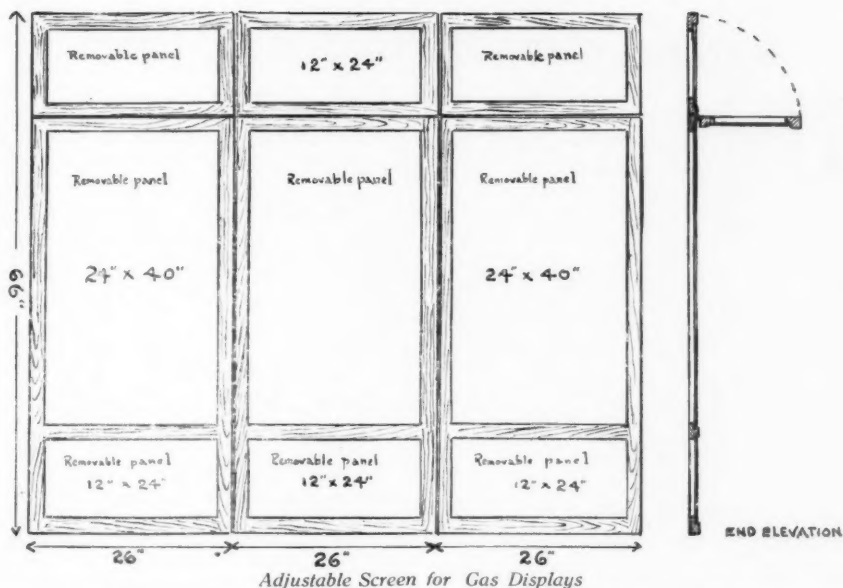 Removable panel
12" x 24"
Removable panel
Removable panel
24" x 40"
Removable panel
Removable panel
24" x 40"
66"
Removable panel
12" x 24"
Removable panel
12" x 24"
Removable panel
12" x 24"
26"
26"
26"
END ELEVATION
Adjustable Screen for Gas Displays